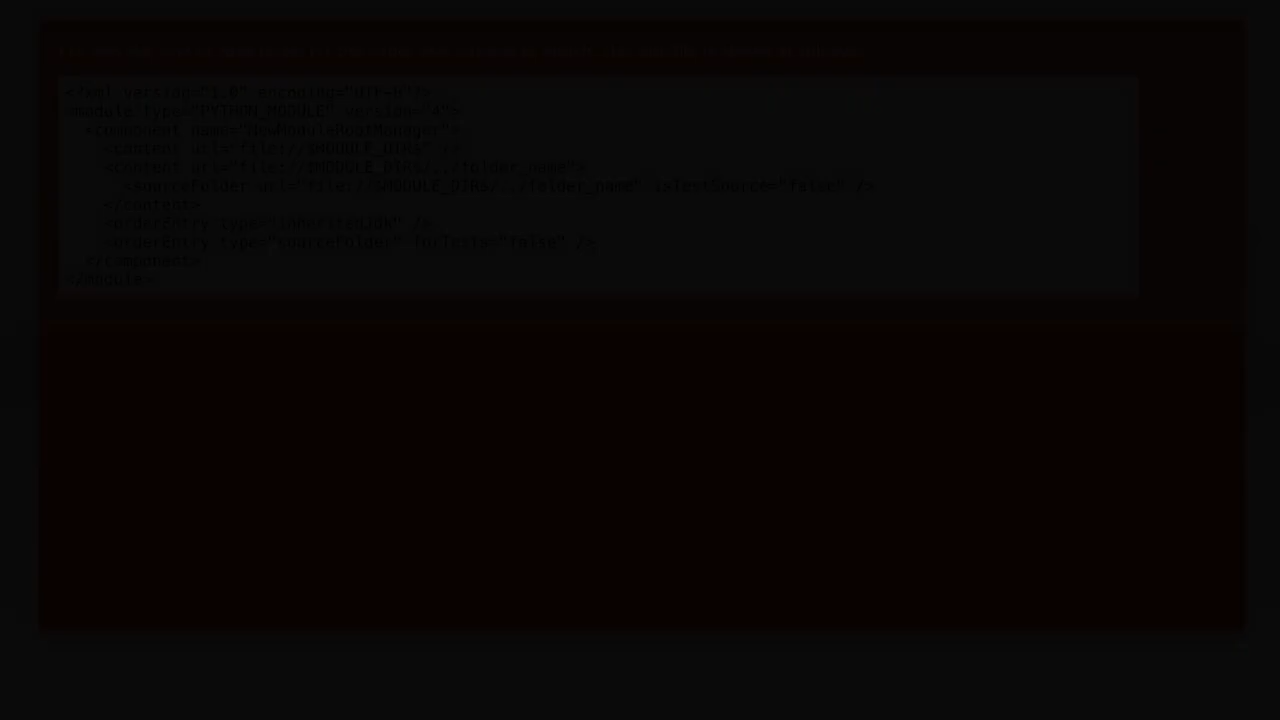 <?xml version="1.0" encoding="UTF-8"?>
<module type="PYTHON_MODULE" version="4">
<component name="NewModuleRootManager">
<content url="file://$MODULE_DIR$" />
<content url="file://$MODULE_DIR$/../folder_name">
<sourceFolder url="file://$MODULE_DIR$/../folder_name" isTestSource="false" />
</content>
<orderEntry type="inheritedJdk" />
<orderEntry type="sourceFolder" forTests="false" />
</component>
</module>